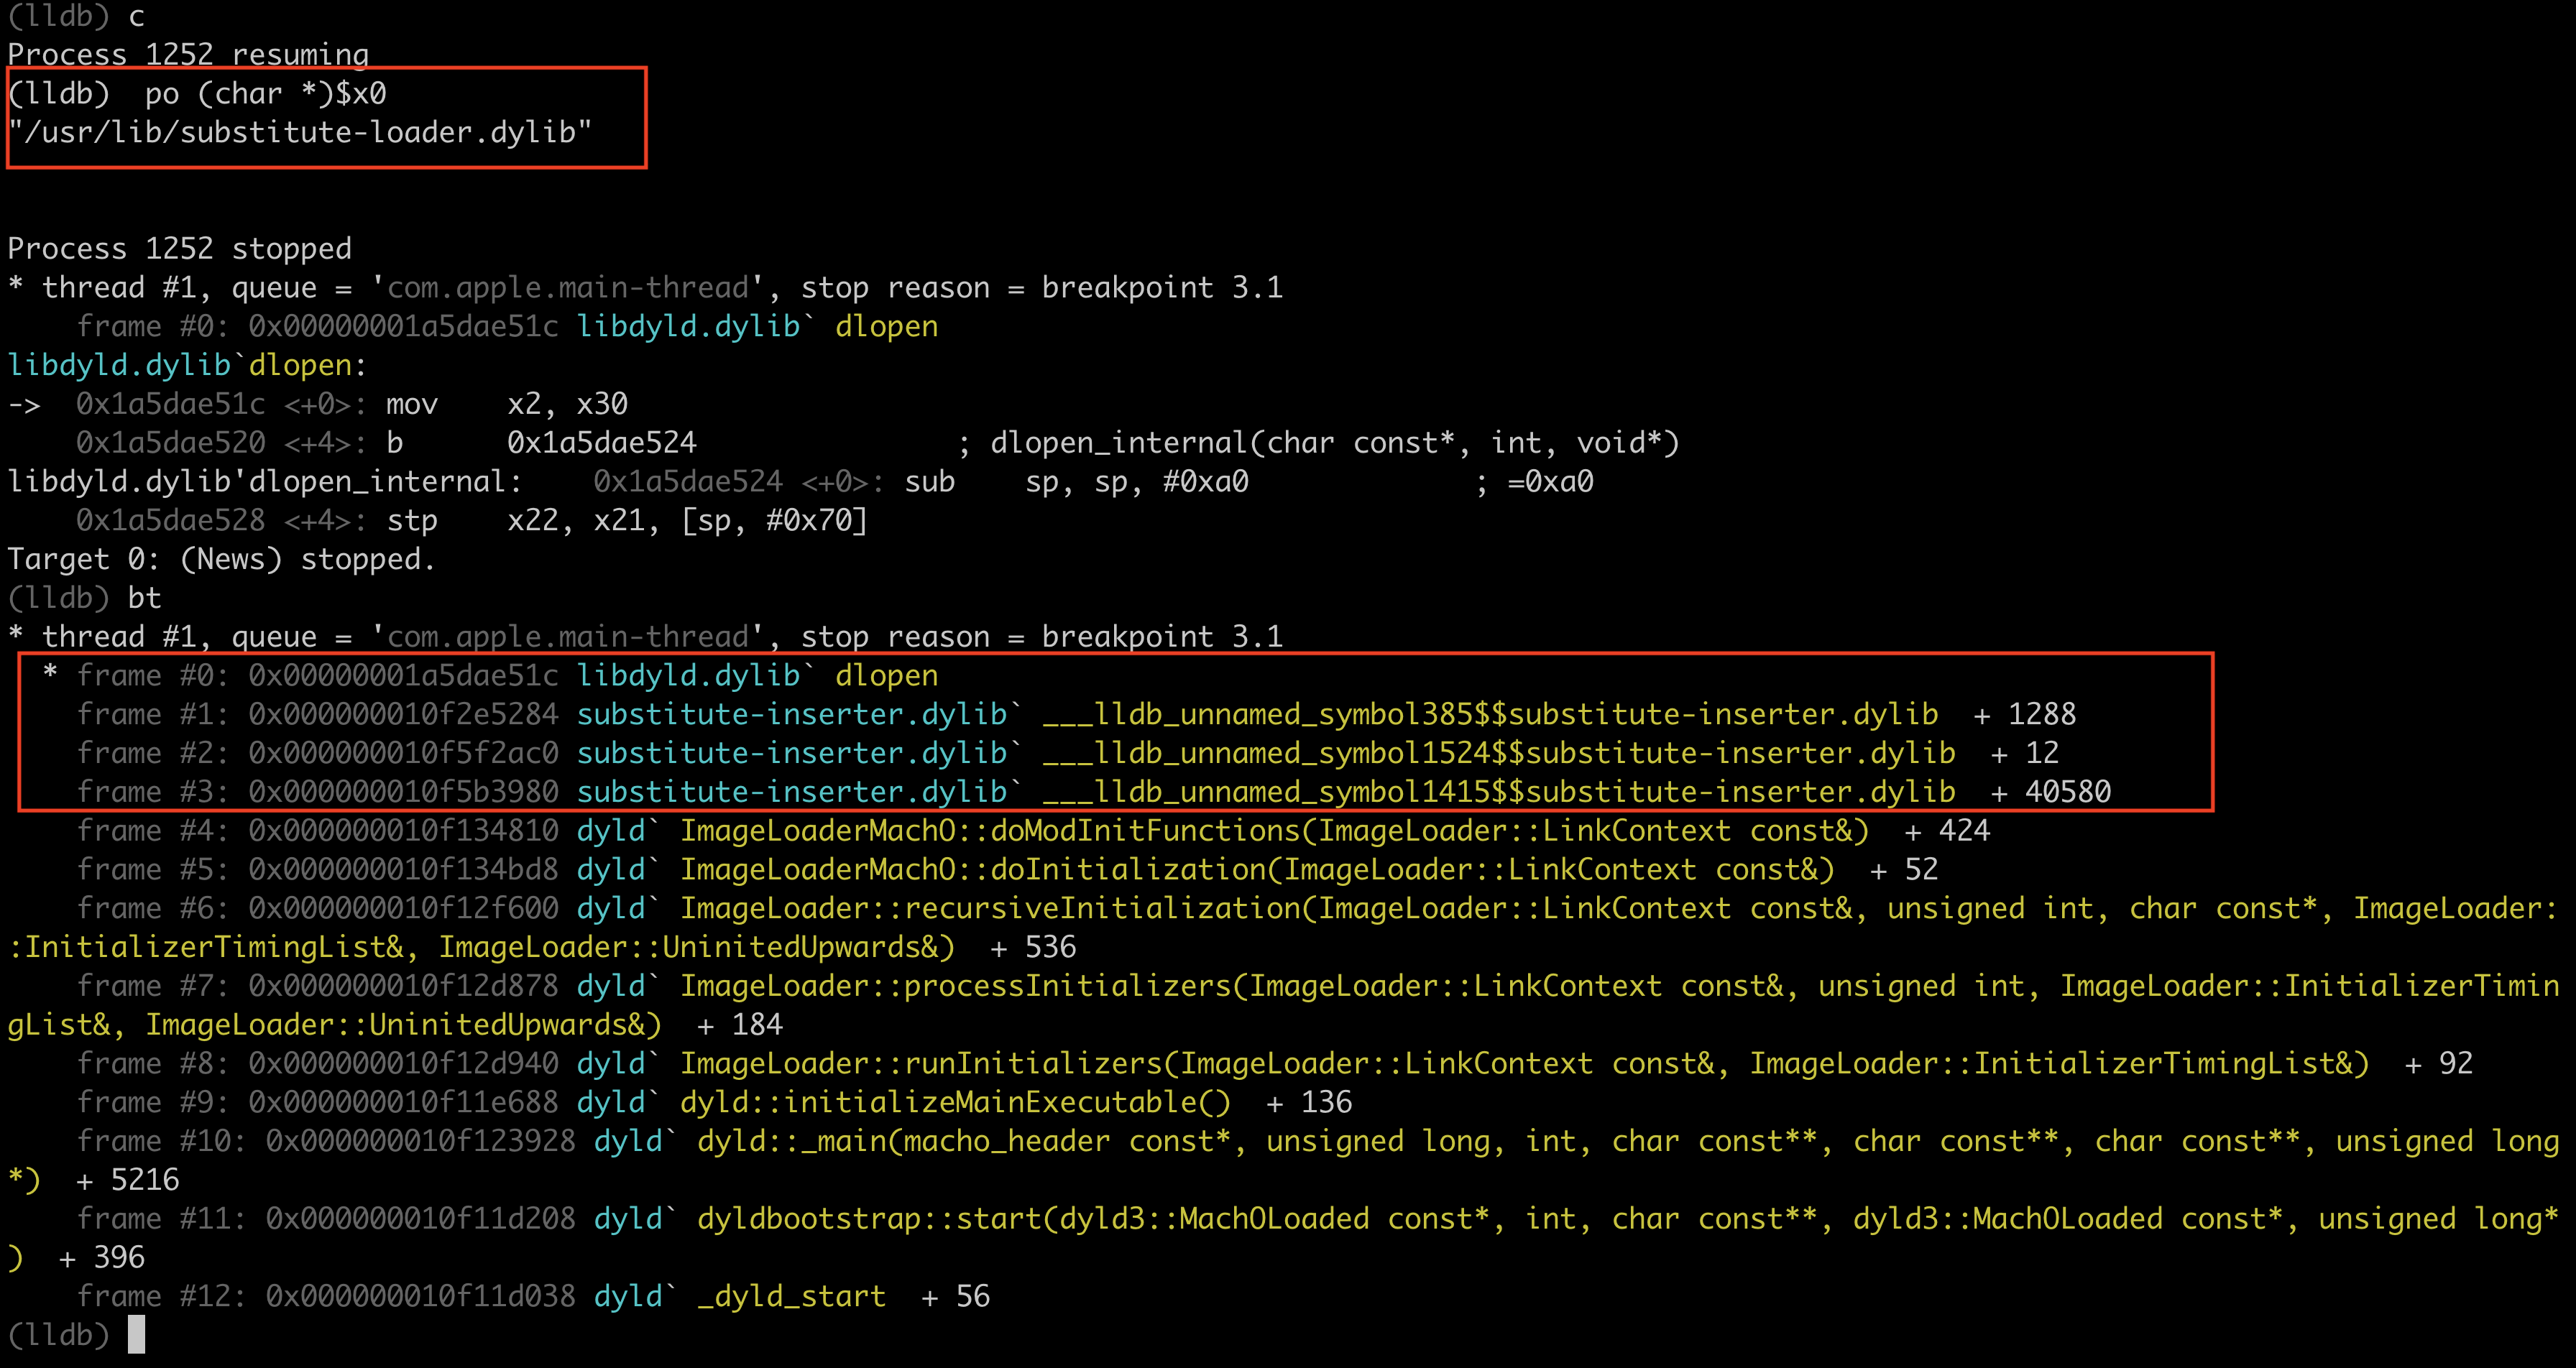 (lldb) c
Process 1252 resuming
(lldb)  po (char *)$x0
"/usr/lib/substitute-loader.dylib"
Process 1252 stopped
* thread #1, queue = 'com.apple.main-thread', stop reason = breakpoint 3.1
    frame #0: 0x00000001a5dae51c libdyld.dylib` dlopen
libdyld.dylib`dlopen:
->  0x1a5dae51c <+0>: mov    x2, x30
    0x1a5dae520 <+4>: b      0x1a5dae524               ; dlopen_internal(char const*, int, void*)
libdyld.dylib'dlopen_internal:    0x1a5dae524 <+0>: sub    sp, sp, #0xa0             ; =0xa0
    0x1a5dae528 <+4>: stp    x22, x21, [sp, #0x70]
Target 0: (News) stopped.
(lldb) bt
* thread #1, queue = 'com.apple.main-thread', stop reason = breakpoint 3.1
  * frame #0: 0x00000001a5dae51c libdyld.dylib` dlopen
    frame #1: 0x000000010f2e5284 substitute-inserter.dylib` ___lldb_unnamed_symbol385$$substitute-inserter.dylib  + 1288
    frame #2: 0x000000010f5f2ac0 substitute-inserter.dylib` ___lldb_unnamed_symbol1524$$substitute-inserter.dylib  + 12
    frame #3: 0x000000010f5b3980 substitute-inserter.dylib` ___lldb_unnamed_symbol1415$$substitute-inserter.dylib  + 40580
    frame #4: 0x000000010f134810 dyld` ImageLoaderMachO::doModInitFunctions(ImageLoader::LinkContext const&)  + 424
    frame #5: 0x000000010f134bd8 dyld` ImageLoaderMachO::doInitialization(ImageLoader::LinkContext const&)  + 52
    frame #6: 0x000000010f12f600 dyld` ImageLoader::recursiveInitialization(ImageLoader::LinkContext const&, unsigned int, char const*, ImageLoader:
:InitializerTimingList&, ImageLoader::UninitedUpwards&)  + 536
    frame #7: 0x000000010f12d878 dyld` ImageLoader::processInitializers(ImageLoader::LinkContext const&, unsigned int, ImageLoader::InitializerTimin
gList&, ImageLoader::UninitedUpwards&)  + 184
    frame #8: 0x000000010f12d940 dyld` ImageLoader::runInitializers(ImageLoader::LinkContext const&, ImageLoader::InitializerTimingList&)  + 92
    frame #9: 0x000000010f11e688 dyld` dyld::initializeMainExecutable()  + 136
    frame #10: 0x000000010f123928 dyld` dyld::_main(macho_header const*, unsigned long, int, char const**, char const**, char const**, unsigned long
*)  + 5216
    frame #11: 0x000000010f11d208 dyld` dyldbootstrap::start(dyld3::MachOLoaded const*, int, char const**, dyld3::MachOLoaded const*, unsigned long*
)  + 396
    frame #12: 0x000000010f11d038 dyld` _dyld_start  + 56
(lldb)